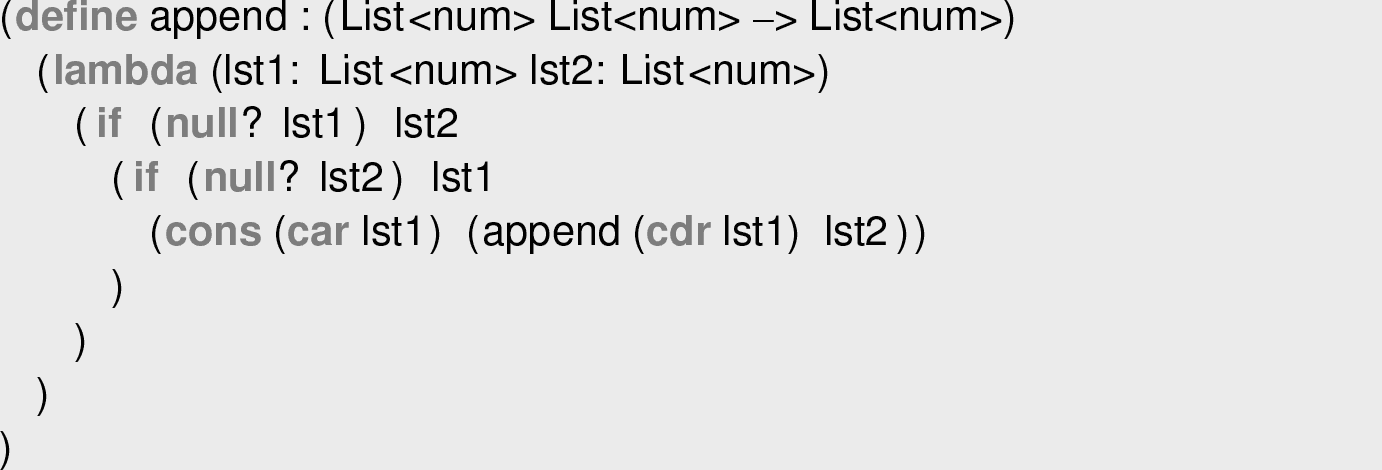 (define append : (List<num> List<num> –> List<num>)
(lambda (lst1: List<num> lst2: List<num>)
(if (null? lst1) lst2
(if (null? lst2) lst1
(cons (car lst1) (append (cdr lst1) lst2))
)
)
)
)